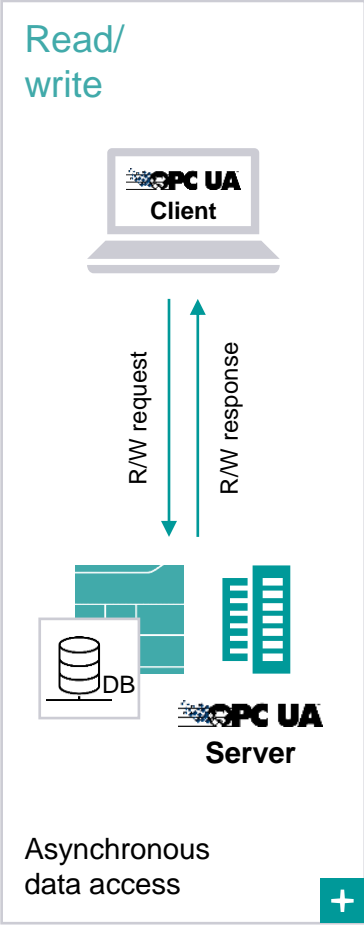 Read/
write
OPC UA
Client
R/W request
R/W response
DB
OPC UA
Server
Asynchronous
data access
+